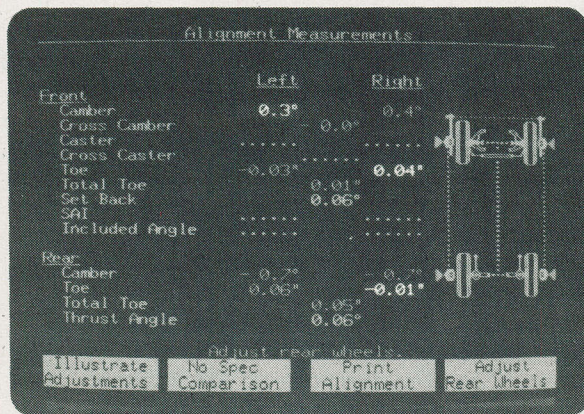 Alignment Measurements
Left Right
Front
Camber 0.3° 0.4°
Cross Camber - 0.0°
Caster ...... ......
Cross Caster ......
Toe -0.03" 0.04"
Total Toe 0.01"
Set Back 0.06°
SAI ...... ......
Included Angle ...... ......
Rear
Camber - 0.7° - 0.7°
Toe 0.06" -0.01"
Total Toe 0.05"
Thrust Angle 0.06°
Adjust rear wheels.
Illustrate Adjustments
No Spec Comparison
Print Alignment
Adjust Rear Wheels